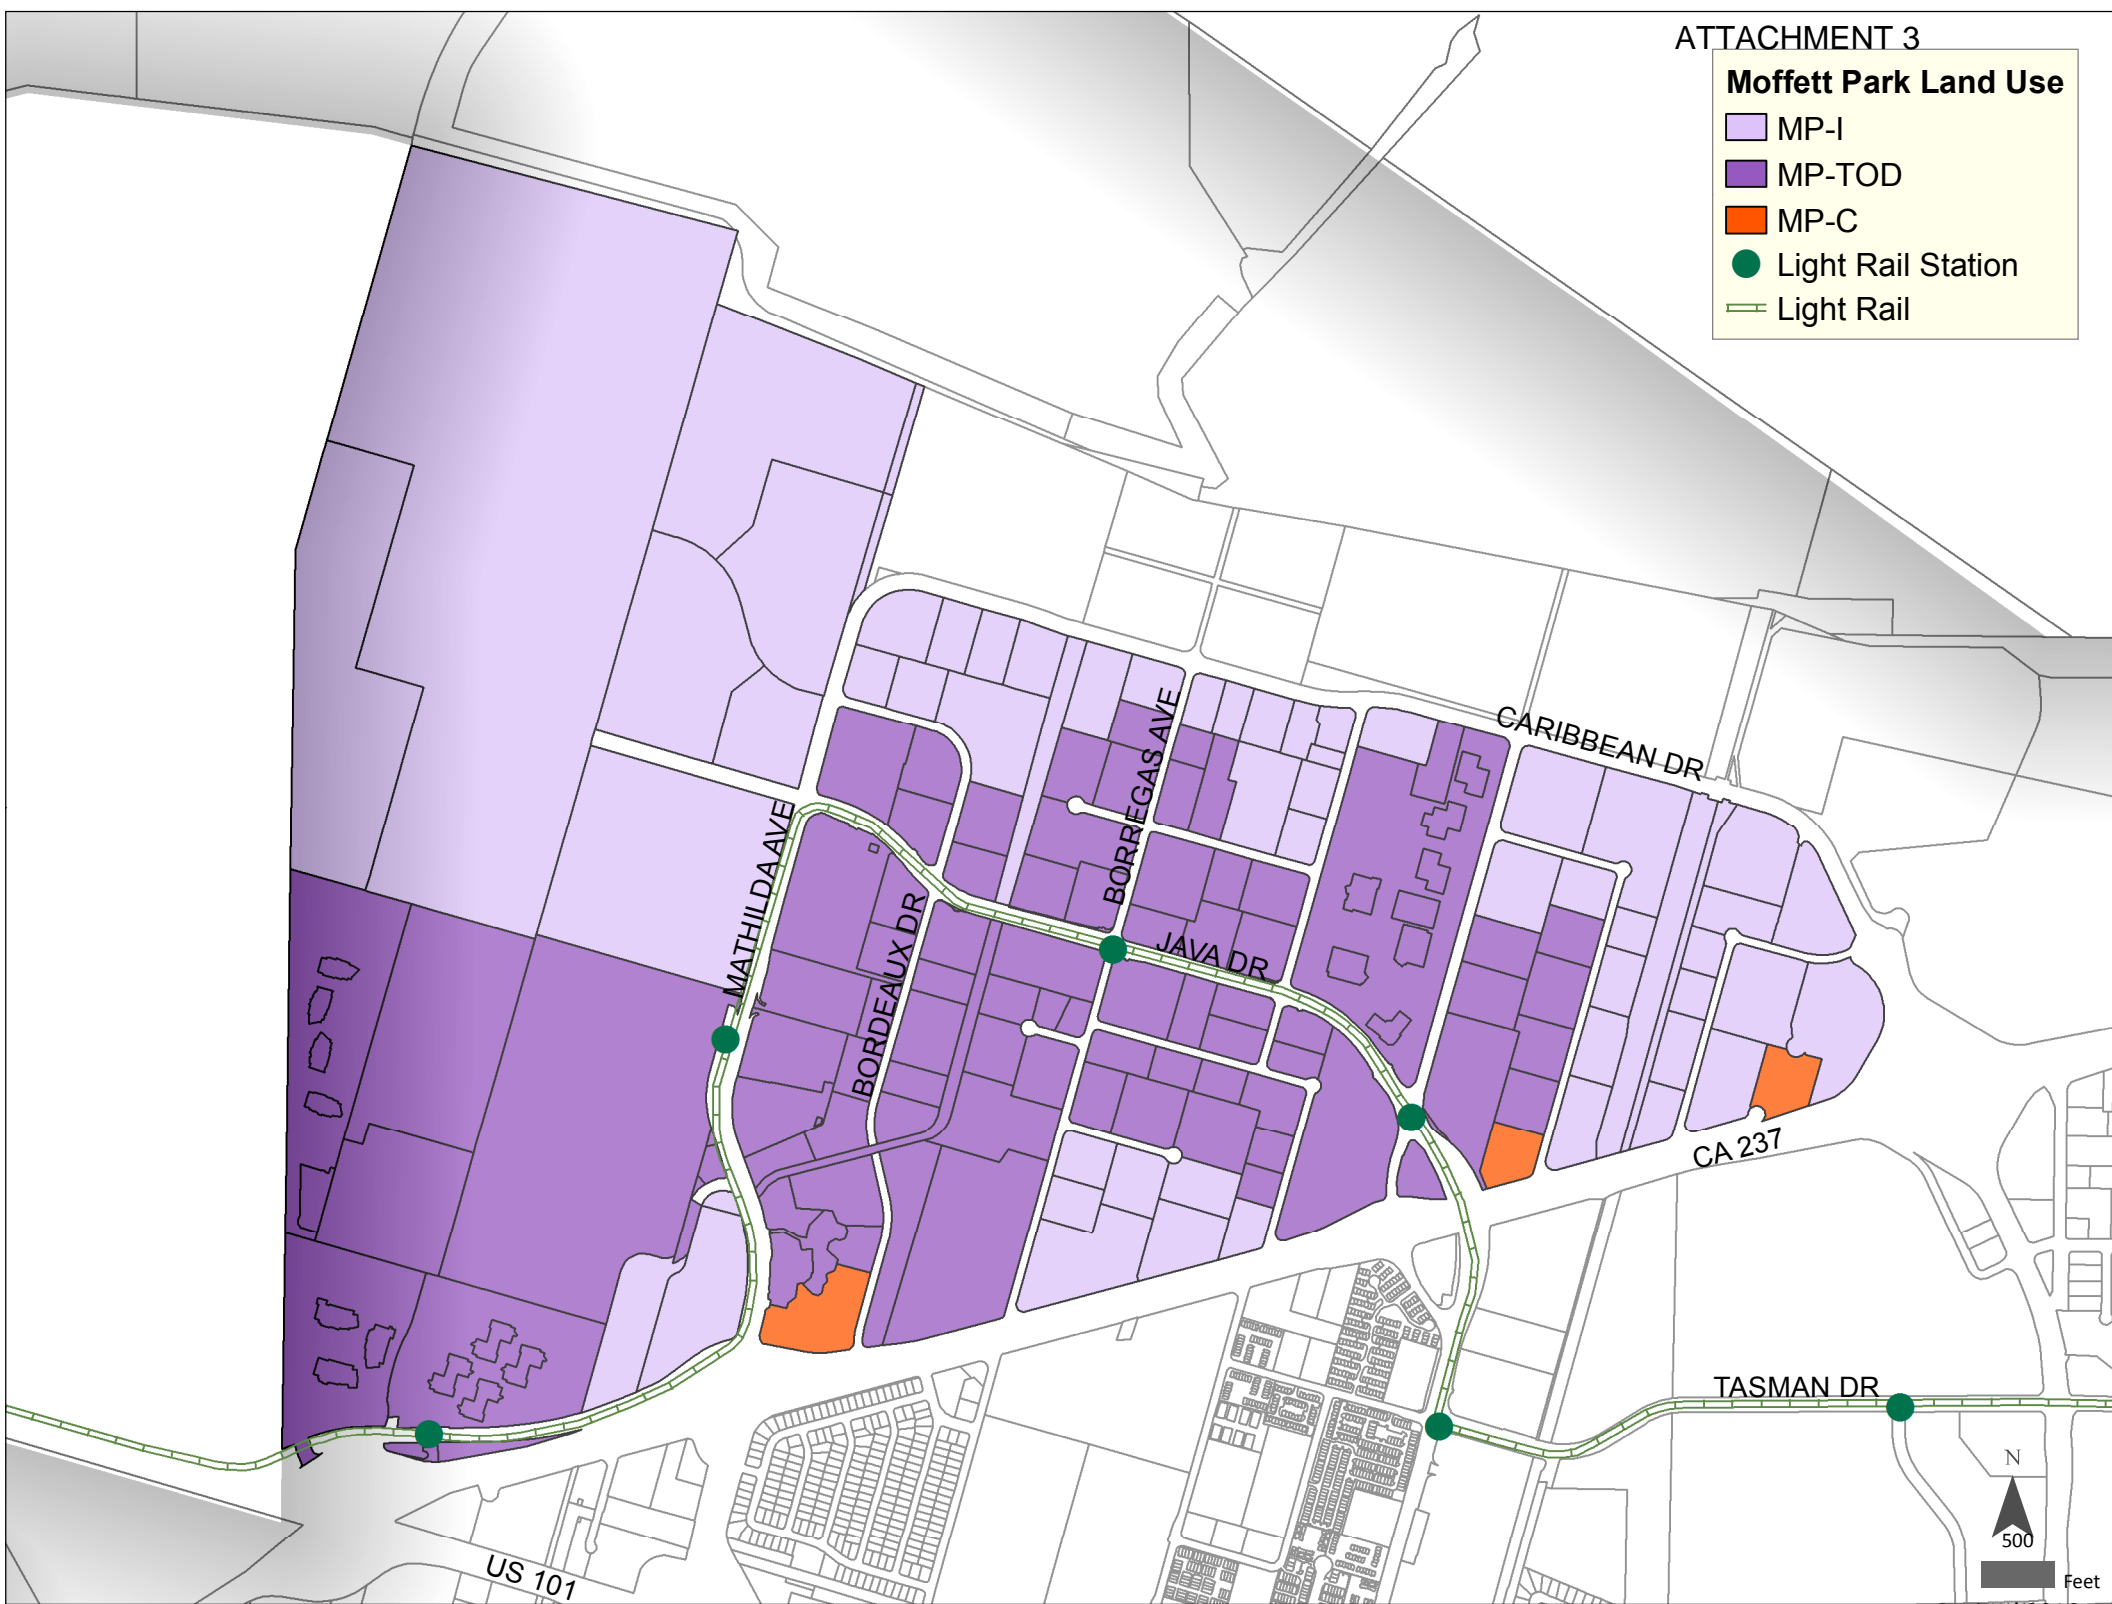 ATTACHMENT 3
Moffett Park Land Use
MP-I
MP-TOD
MP-C
Light Rail Station
Light Rail
CARIBBEAN DR
BORREGAS AVE
MATHILDA AVE
BORDEAUX DR
JAVA DR
CA 237
TASMAN DR
US 101
N
500
Feet